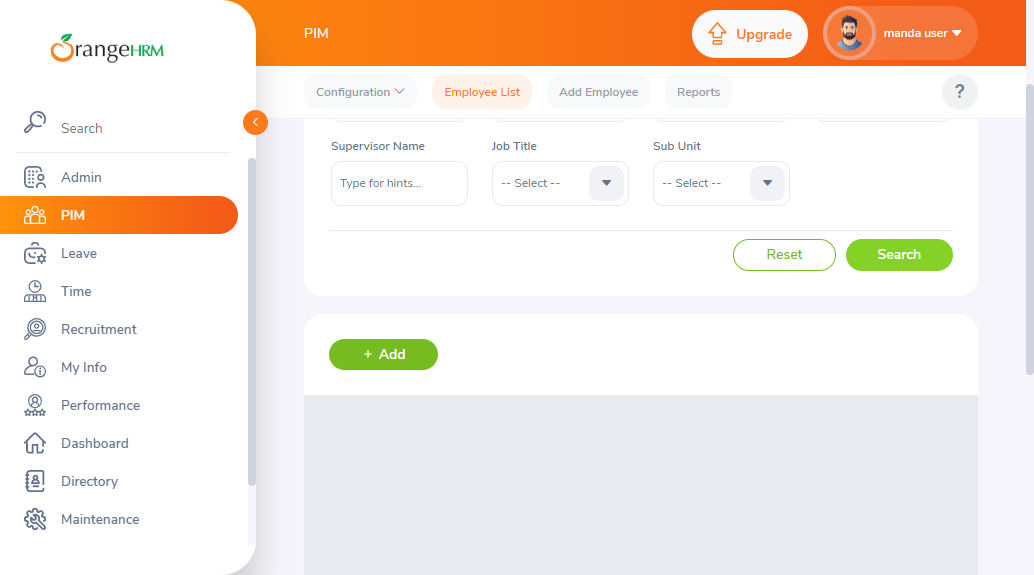 OrangeHRM
PIM
Upgrade
manda user
Configuration
Employee List
Add Employee
Reports
?
Search
Admin
PIM
Leave
Time
Recruitment
My Info
Performance
Dashboard
Directory
Maintenance
Supervisor Name
Job Title
Sub Unit
Type for hints...
-- Select --
-- Select --
Reset
Search
+ Add